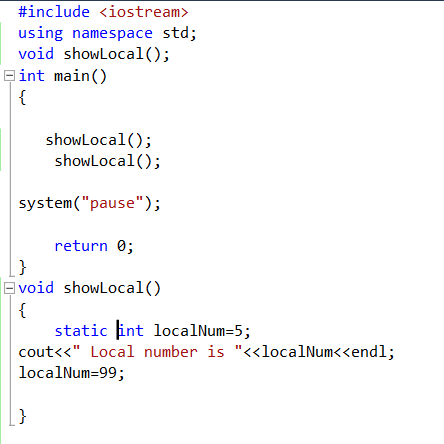 #include <iostream>
using namespace std;
void showLocal();
int main()
{
showLocal();
showLocal();
system("pause");
return 0;
}
void showLocal()
{
static int localNum=5;
cout<<" Local number is "<<localNum<<endl;
localNum=99;
}